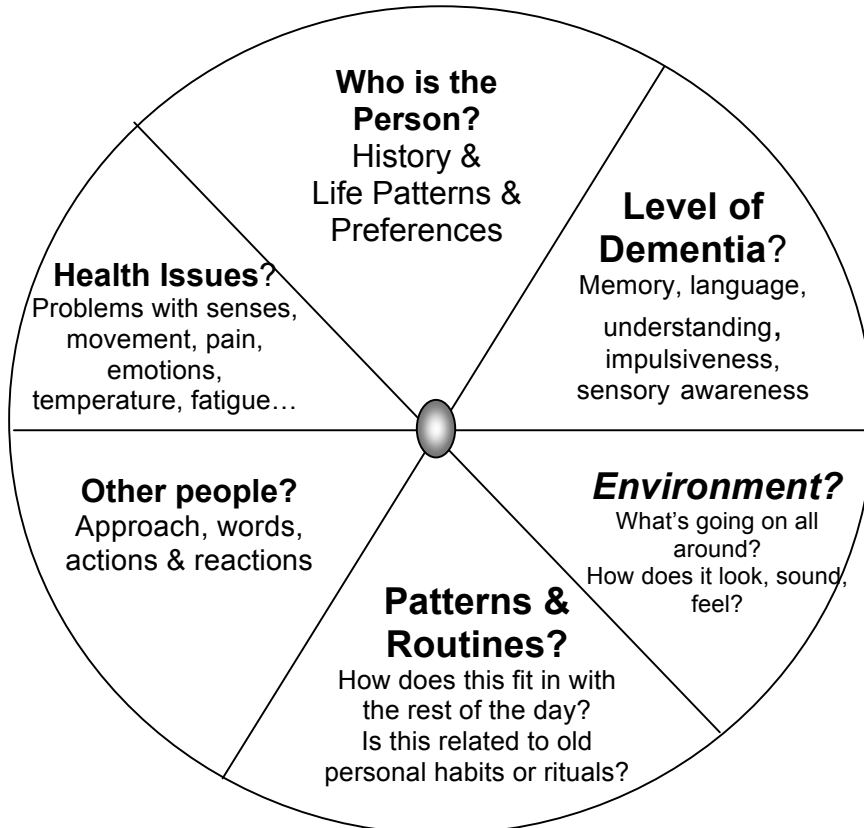 Who is the
Person?
History &
Life Patterns &
Preferences
Level of
Dementia?
Memory, language,
understanding,
impulsiveness,
sensory awareness
Environment?
What's going on all
around?
How does it look, sound,
feel?
Patterns &
Routines?
How does this fit in with
the rest of the day?
Is this related to old
personal habits or rituals?
Other people?
Approach, words,
actions & reactions
Health Issues?
Problems with senses,
movement, pain,
emotions,
temperature, fatigue…